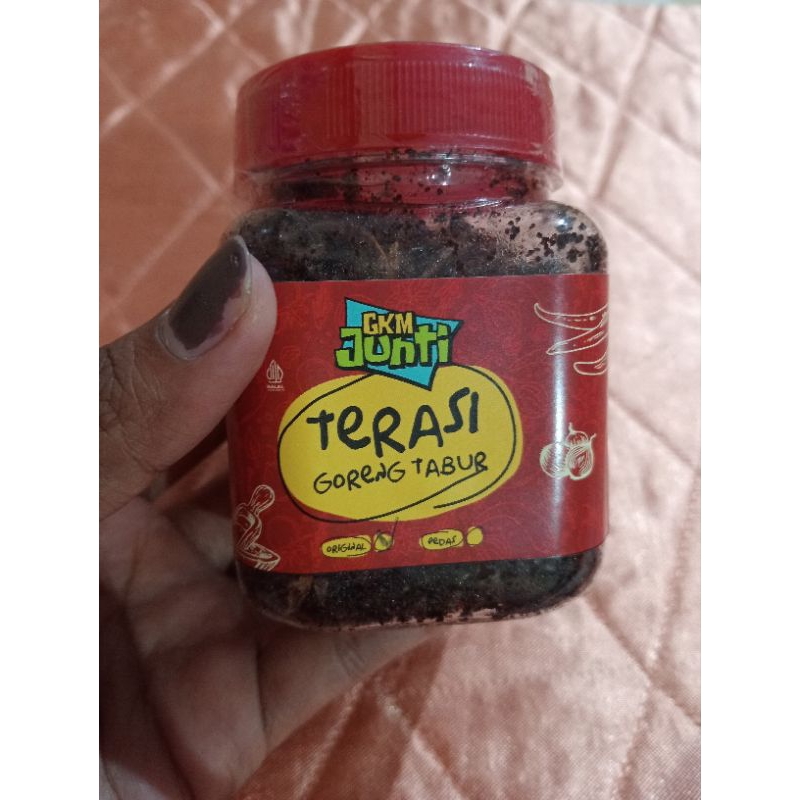 GKM
Junti
TERASI
GORENG TABUR
ORIGINAL PEDAS